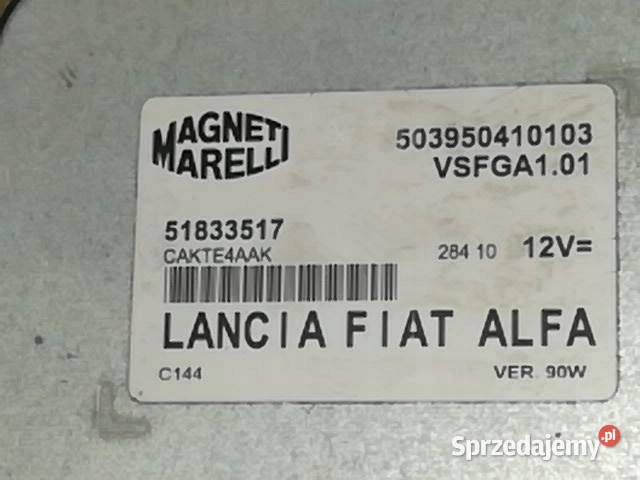 MAGNETI MARELLI
503950410103
VSFGA1.01
51833517
CAKTE4AAK
284 10 12V=
LANCIA FIAT ALFA
C144
VER. 90W
Sprzedajemy.pl